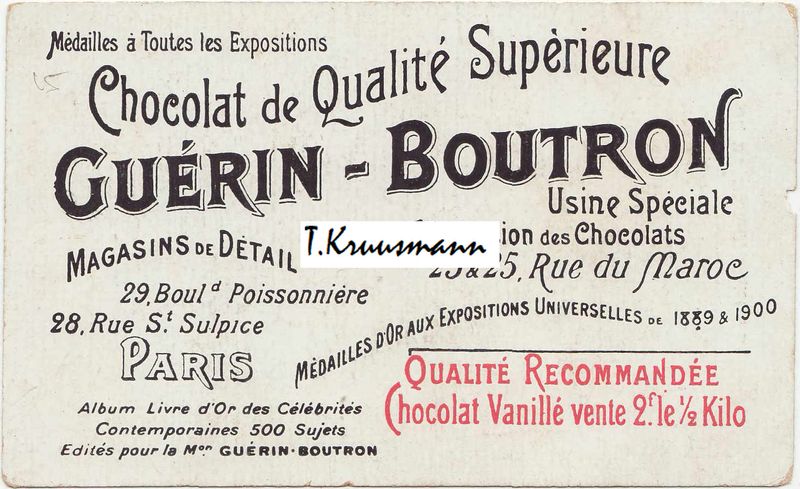 Médailles à Toutes les Expositions
Chocolat de Qualité Supérieure
GUÉRIN - BOUTRON
Usine Spéciale
des Chocolats
&25, Rue du Maroc
MAGASINS DE DÉTAIL
29, Boul.d Poissonnière
28, Rue St Sulpice
PARIS
T.Kruusmann
MÉDAILLES D'OR AUX EXPOSITIONS UNIVERSELLES DE 1889 & 1900
QUALITÉ RECOMMANDÉE
Chocolat Vanillé vente 2f. le ½ Kilo
Album Livre d'Or des Célébrités
Contemporaines 500 Sujets
Edités pour la Mon GUÉRIN-BOUTRON